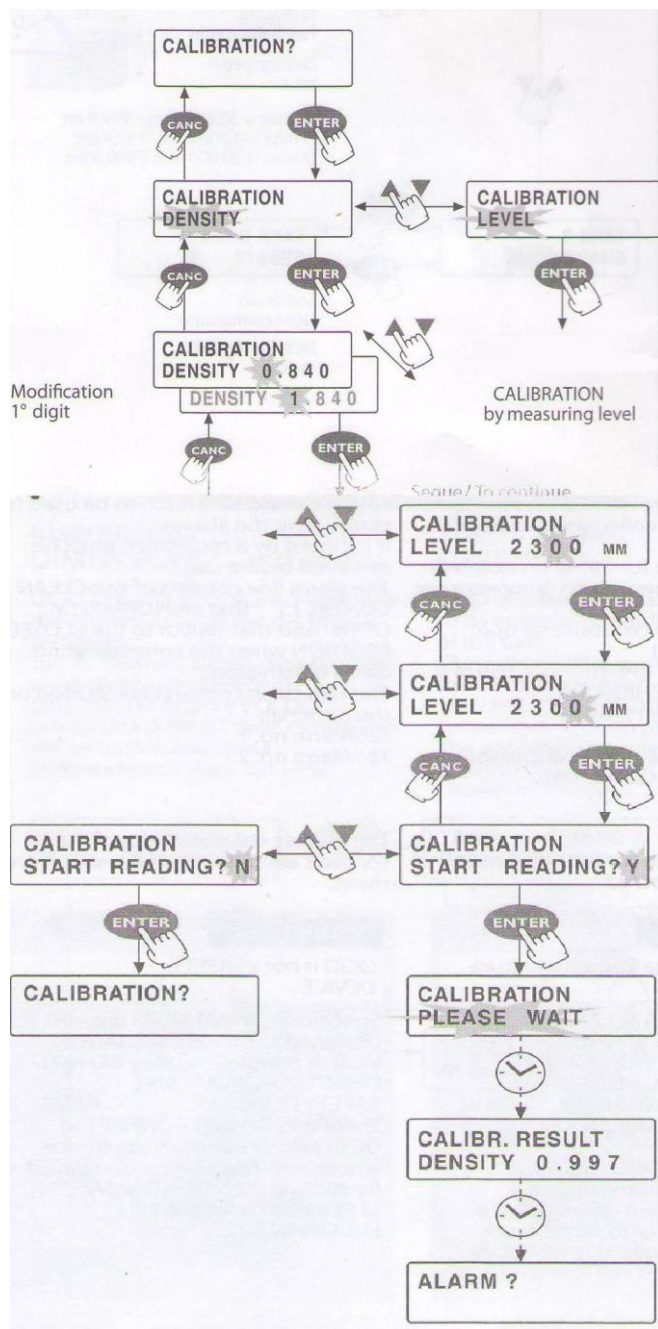 CALIBRATION?
CANC
ENTER
CALIBRATION
DENSITY
CALIBRATION
LEVEL
CANC
ENTER
ENTER
CALIBRATION
DENSITY 0.840
DENSITY 1.840
Modification
1° digit
CALIBRATION
by measuring level
CANC
ENTER
Segue / To continue
CALIBRATION
LEVEL 2300 MM
CANC
ENTER
CALIBRATION
LEVEL 2300 MM
CANC
ENTER
CALIBRATION
START READING? N
CALIBRATION
START READING? Y
ENTER
ENTER
CALIBRATION?
CALIBRATION
PLEASE WAIT
CALIBR.RESULT
DENSITY 0.997
ALARM ?